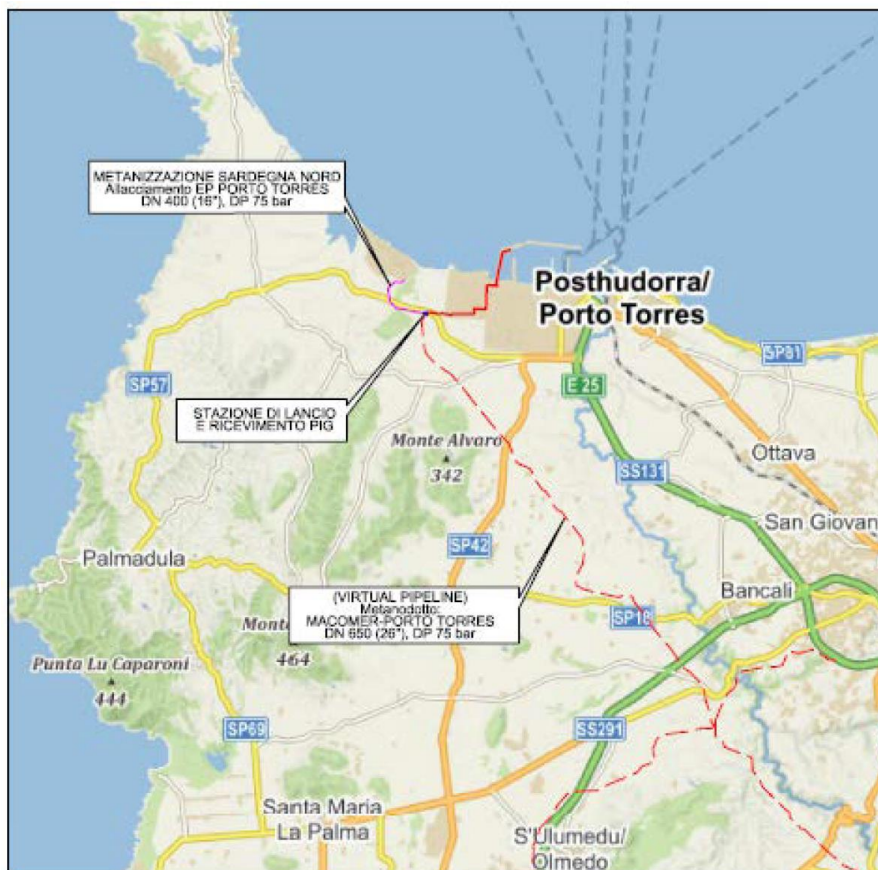 METANIZZAZIONE SARDEGNA NORD
Allacciamento EP PORTO TORRES
DN 400 (16"), DP 75 bar
Posthudorra/
Porto Torres
SP81
E 25
SP57
STAZIONE DI LANCIO
E RICEVIMENTO PIG
Monte Alvaro
342
Ottava
SS131
San Giovan
SP42
Palmadula
Bancali
(VIRTUAL PIPELINE)
Metanodotto:
MACOMER-PORTO TORRES
DN 650 (26"), DP 75 bar
SP18
Monte
464
Punta Lu Caparoni
444
SP69
SS291
Santa Maria
La Palma
S'Ulumedu/
Olmedo